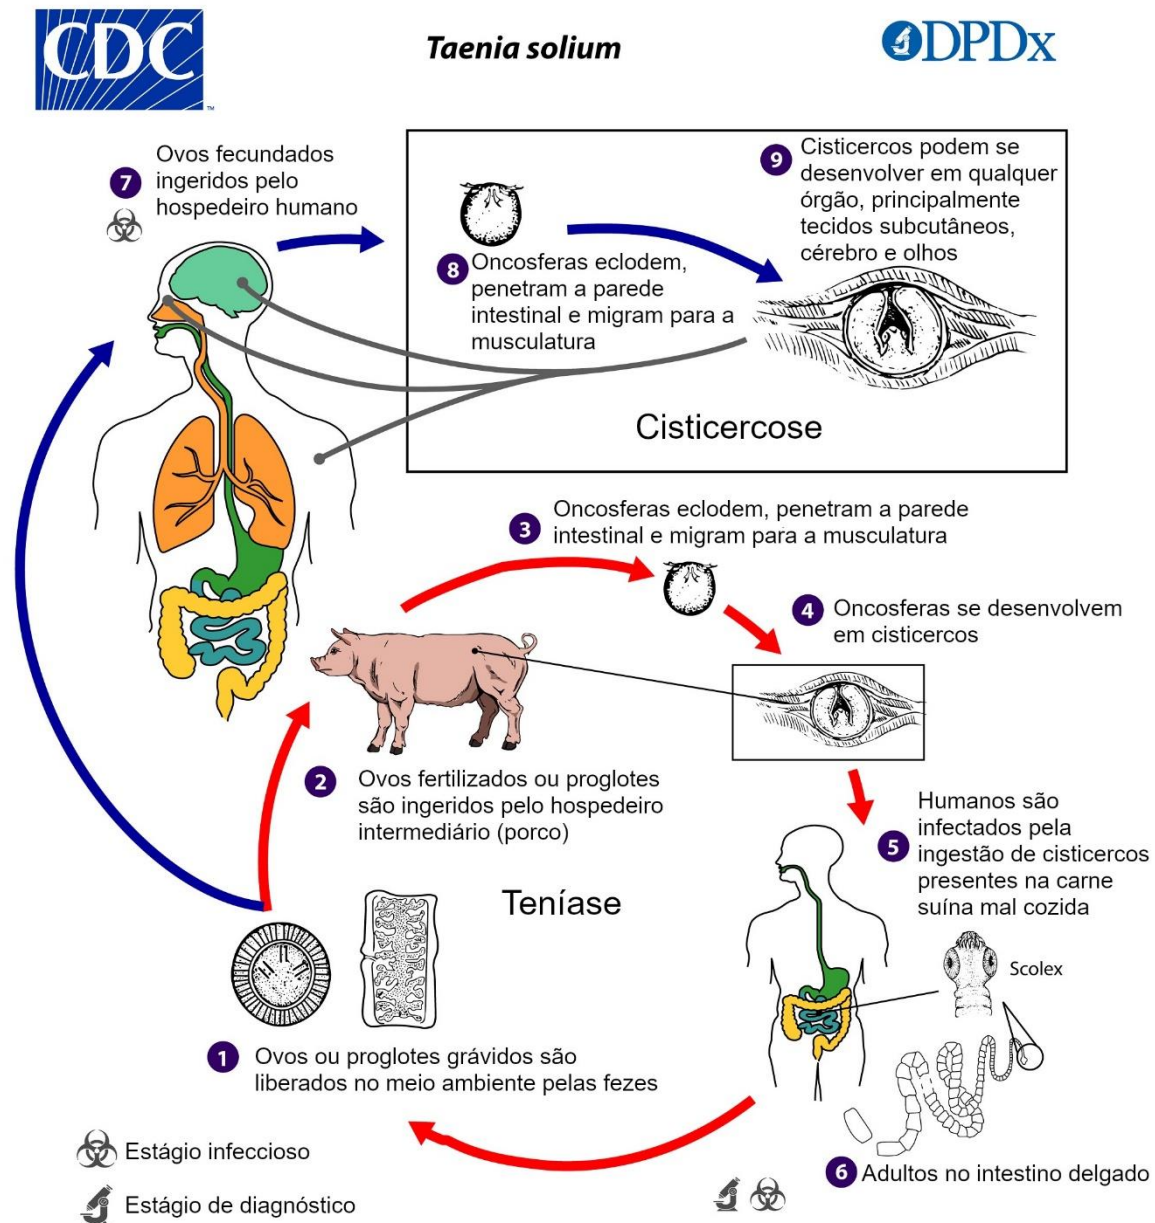 CDC
TM
Taenia solium
DPDx
7
Ovos fecundados
ingeridos pelo
hospedeiro humano
8
Oncosferas eclodem,
penetram a parede
intestinal e migram para a
musculatura
9
Cisticercos podem se
desenvolver em qualquer
órgão, principalmente
tecidos subcutâneos,
cérebro e olhos
Cisticercose
3
Oncosferas eclodem, penetram a parede
intestinal e migram para a musculatura
4
Oncosferas se desenvolvem
em cisticercos
2
Ovos fertilizados ou proglotes
são ingeridos pelo hospedeiro
intermediário (porco)
5
Humanos são
infectados pela
ingestão de cisticercos
presentes na carne
suína mal cozida
Teníase
Scolex
1
Ovos ou proglotes grávidos são
liberados no meio ambiente pelas fezes
6
Adultos no intestino delgado
Estágio infeccioso
Estágio de diagnóstico